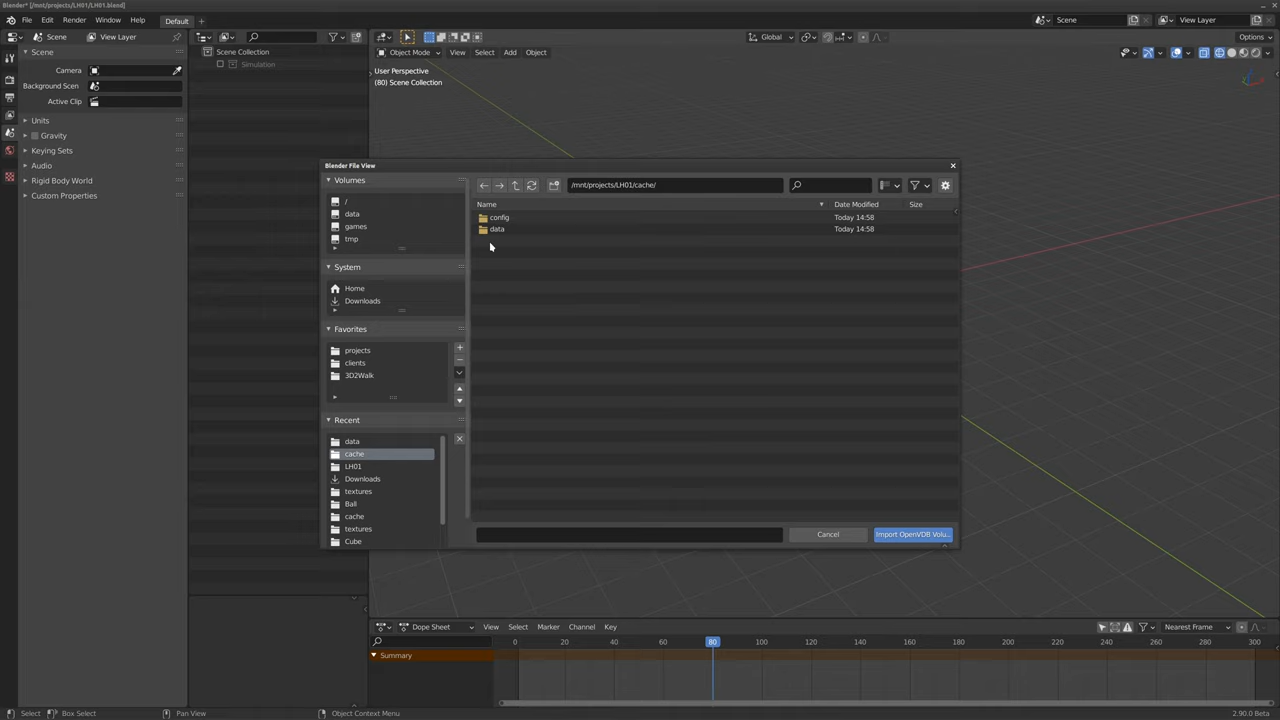 Blender* [/mnt/projects/LH01/LH01.blend]
File Edit Render Window Help Default + Scene View Layer
Scene View Layer Global Options
Scene
Camera
Background Scen
Active Clip
Units
Gravity
Keying Sets
Audio
Rigid Body World
Custom Properties
Scene Collection
Simulation
Object Mode View Select Add Object
User Perspective
(80) Scene Collection
Blender File View
Volumes
/
data
games
tmp
System
Home
Downloads
Favorites
projects
clients
3D2Walk
Recent
data
cache
LH01
Downloads
textures
Ball
cache
textures
Cube
/mnt/projects/LH01/cache/
Name Date Modified Size
config Today 14:58
data Today 14:58
Cancel Import OpenVDB Volu...
Dope Sheet View Select Marker Channel Key Nearest Frame
0 20 40 60 80 100 120 140 160 180 200 220 240 260 280 300
Summary
Select Box Select Pan View Object Context Menu 2.90.0 Beta